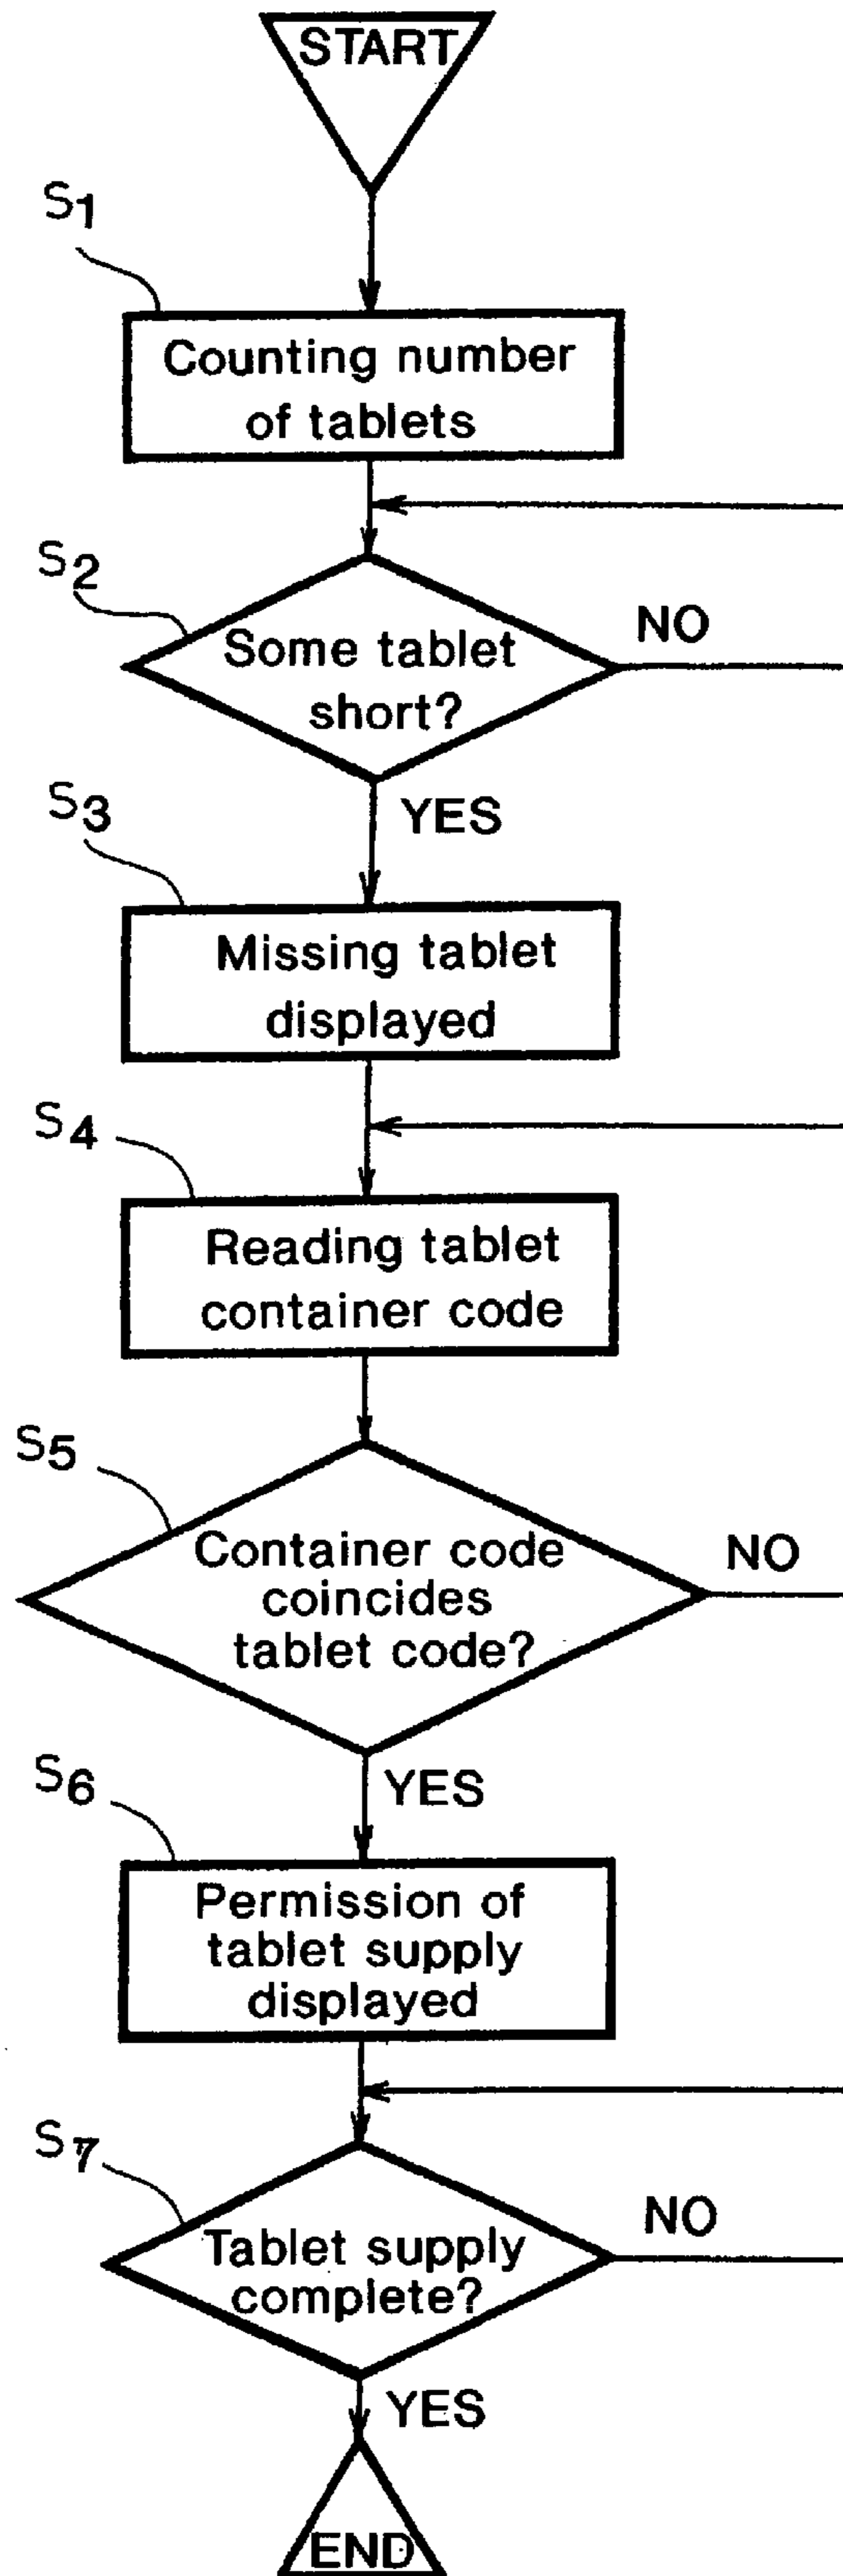 START
S1
Counting number
of tablets
S2
Some tablet
short?
NO
YES
S3
Missing tablet
displayed
S4
Reading tablet
container code
S5
Container code
coincides
tablet code?
NO
YES
S6
Permission of
tablet supply
displayed
S7
Tablet supply
complete?
NO
YES
END